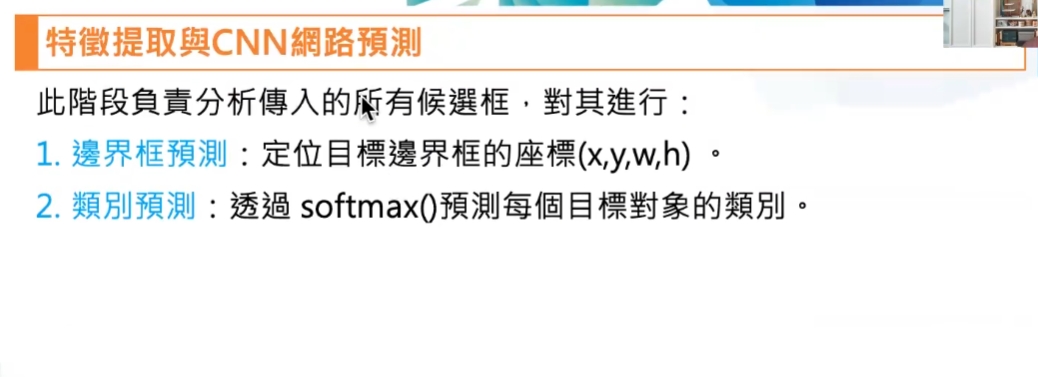 特徵提取與CNN網路預測
此階段負責分析傳入的所有候選框，對其進行：
1. 邊界框預測：定位目標邊界框的座標(x,y,w,h) 。
2. 類別預測：透過 softmax()預測每個目標對象的類別。